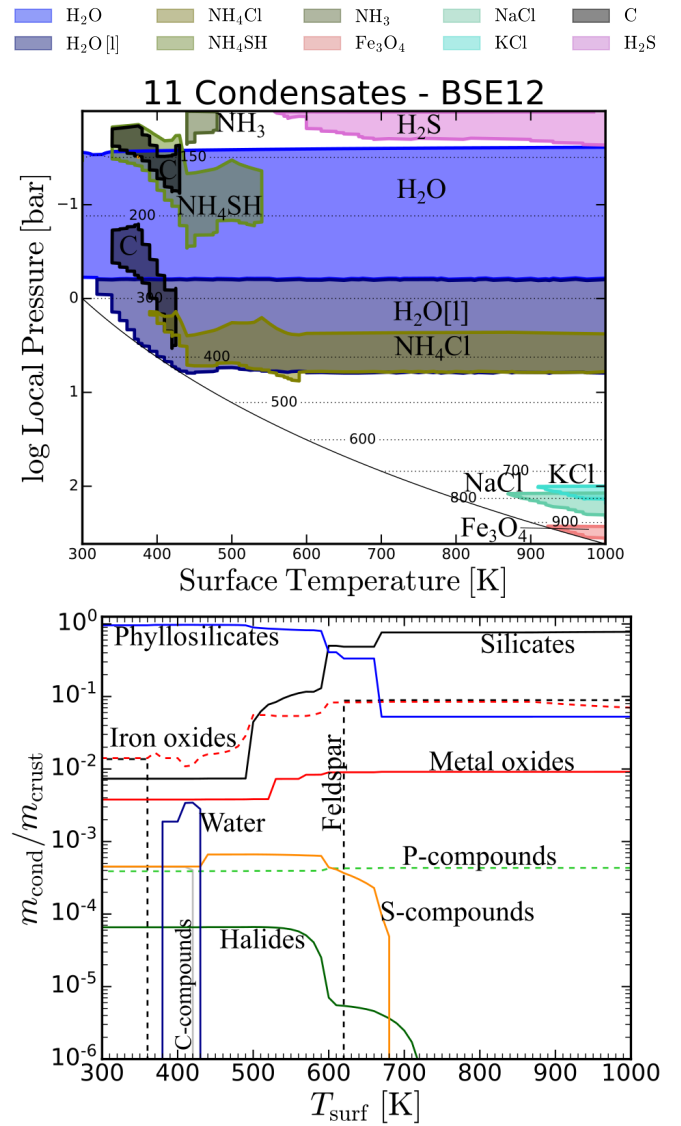 H₂O NH₄Cl NH₃ NaCl C
H₂O[l] NH₄SH Fe₃O₄ KCl H₂S
11 Condensates - BSE12
NH₃
H₂S
150
C
H₂O
NH₄SH
−1
200
C
0
300
H₂O[l]
NH₄Cl
400
1
500
600
700
KCl
NaCl
2
800
900
Fe₃O₄
log Local Pressure [bar]
300 400 500 600 700 800 900 1000
Surface Temperature [K]
10⁰
Phyllosilicates
Silicates
10⁻¹
Iron oxides
Metal oxides
10⁻²
Feldspar
Water
10⁻³
P-compounds
S-compounds
10⁻⁴
Halides
C-compounds
10⁻⁵
10⁻⁶
m_cond/m_crust
300 400 500 600 700 800 900 1000
T_surf [K]